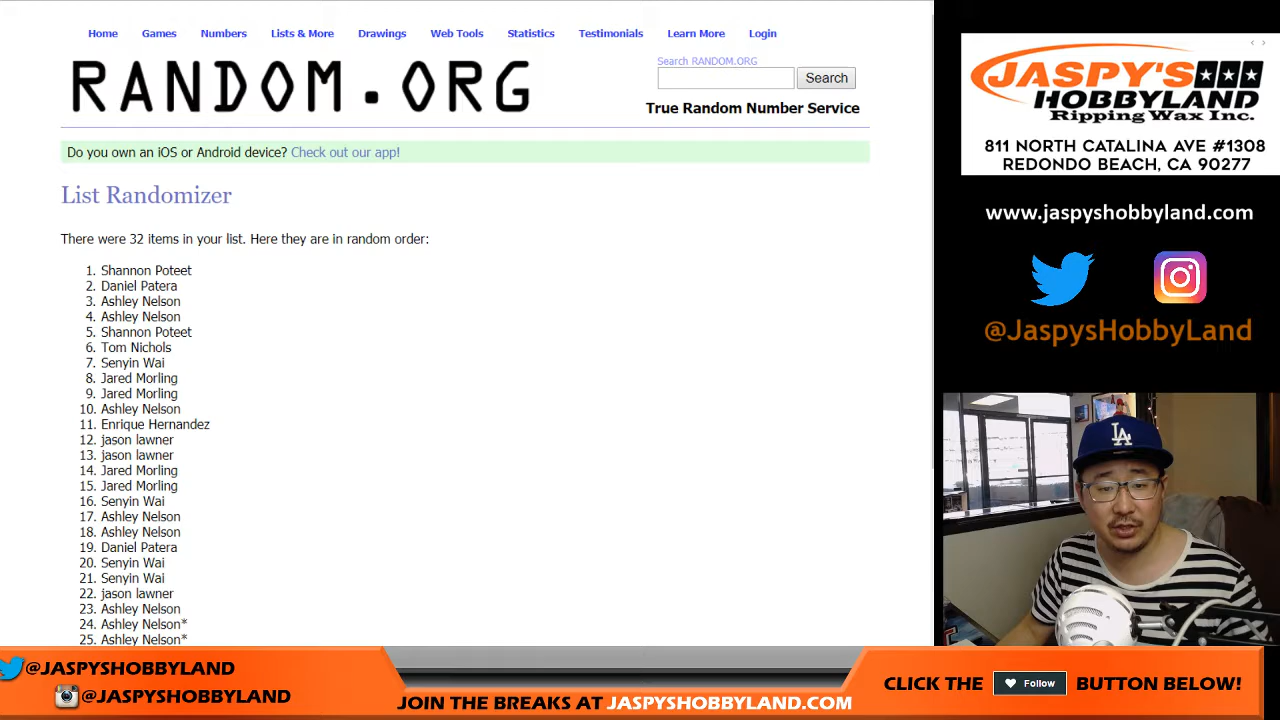 Home Games Numbers Lists & More Drawings Web Tools Statistics Testimonials Learn More Login
RANDOM.ORG
Search RANDOM.ORG
Search
True Random Number Service
Do you own an iOS or Android device? Check out our app!
List Randomizer
There were 32 items in your list. Here they are in random order:
1. Shannon Poteet
2. Daniel Patera
3. Ashley Nelson
4. Ashley Nelson
5. Shannon Poteet
6. Tom Nichols
7. Senyin Wai
8. Jared Morling
9. Jared Morling
10. Ashley Nelson
11. Enrique Hernandez
12. jason lawner
13. jason lawner
14. Jared Morling
15. Jared Morling
16. Senyin Wai
17. Ashley Nelson
18. Ashley Nelson
19. Daniel Patera
20. Senyin Wai
21. Senyin Wai
22. jason lawner
23. Ashley Nelson
24. Ashley Nelson*
25. Ashley Nelson*
JASPY'S
HOBBYLAND
Ripping Wax Inc.
811 NORTH CATALINA AVE #1308
REDONDO BEACH, CA 90277
www.jaspyshobbyland.com
@JaspysHobbyLand
LA
@JASPYSHOBBYLAND
@JASPYSHOBBYLAND
JOIN THE BREAKS AT JASPYSHOBBYLAND.COM
CLICK THE Follow BUTTON BELOW!